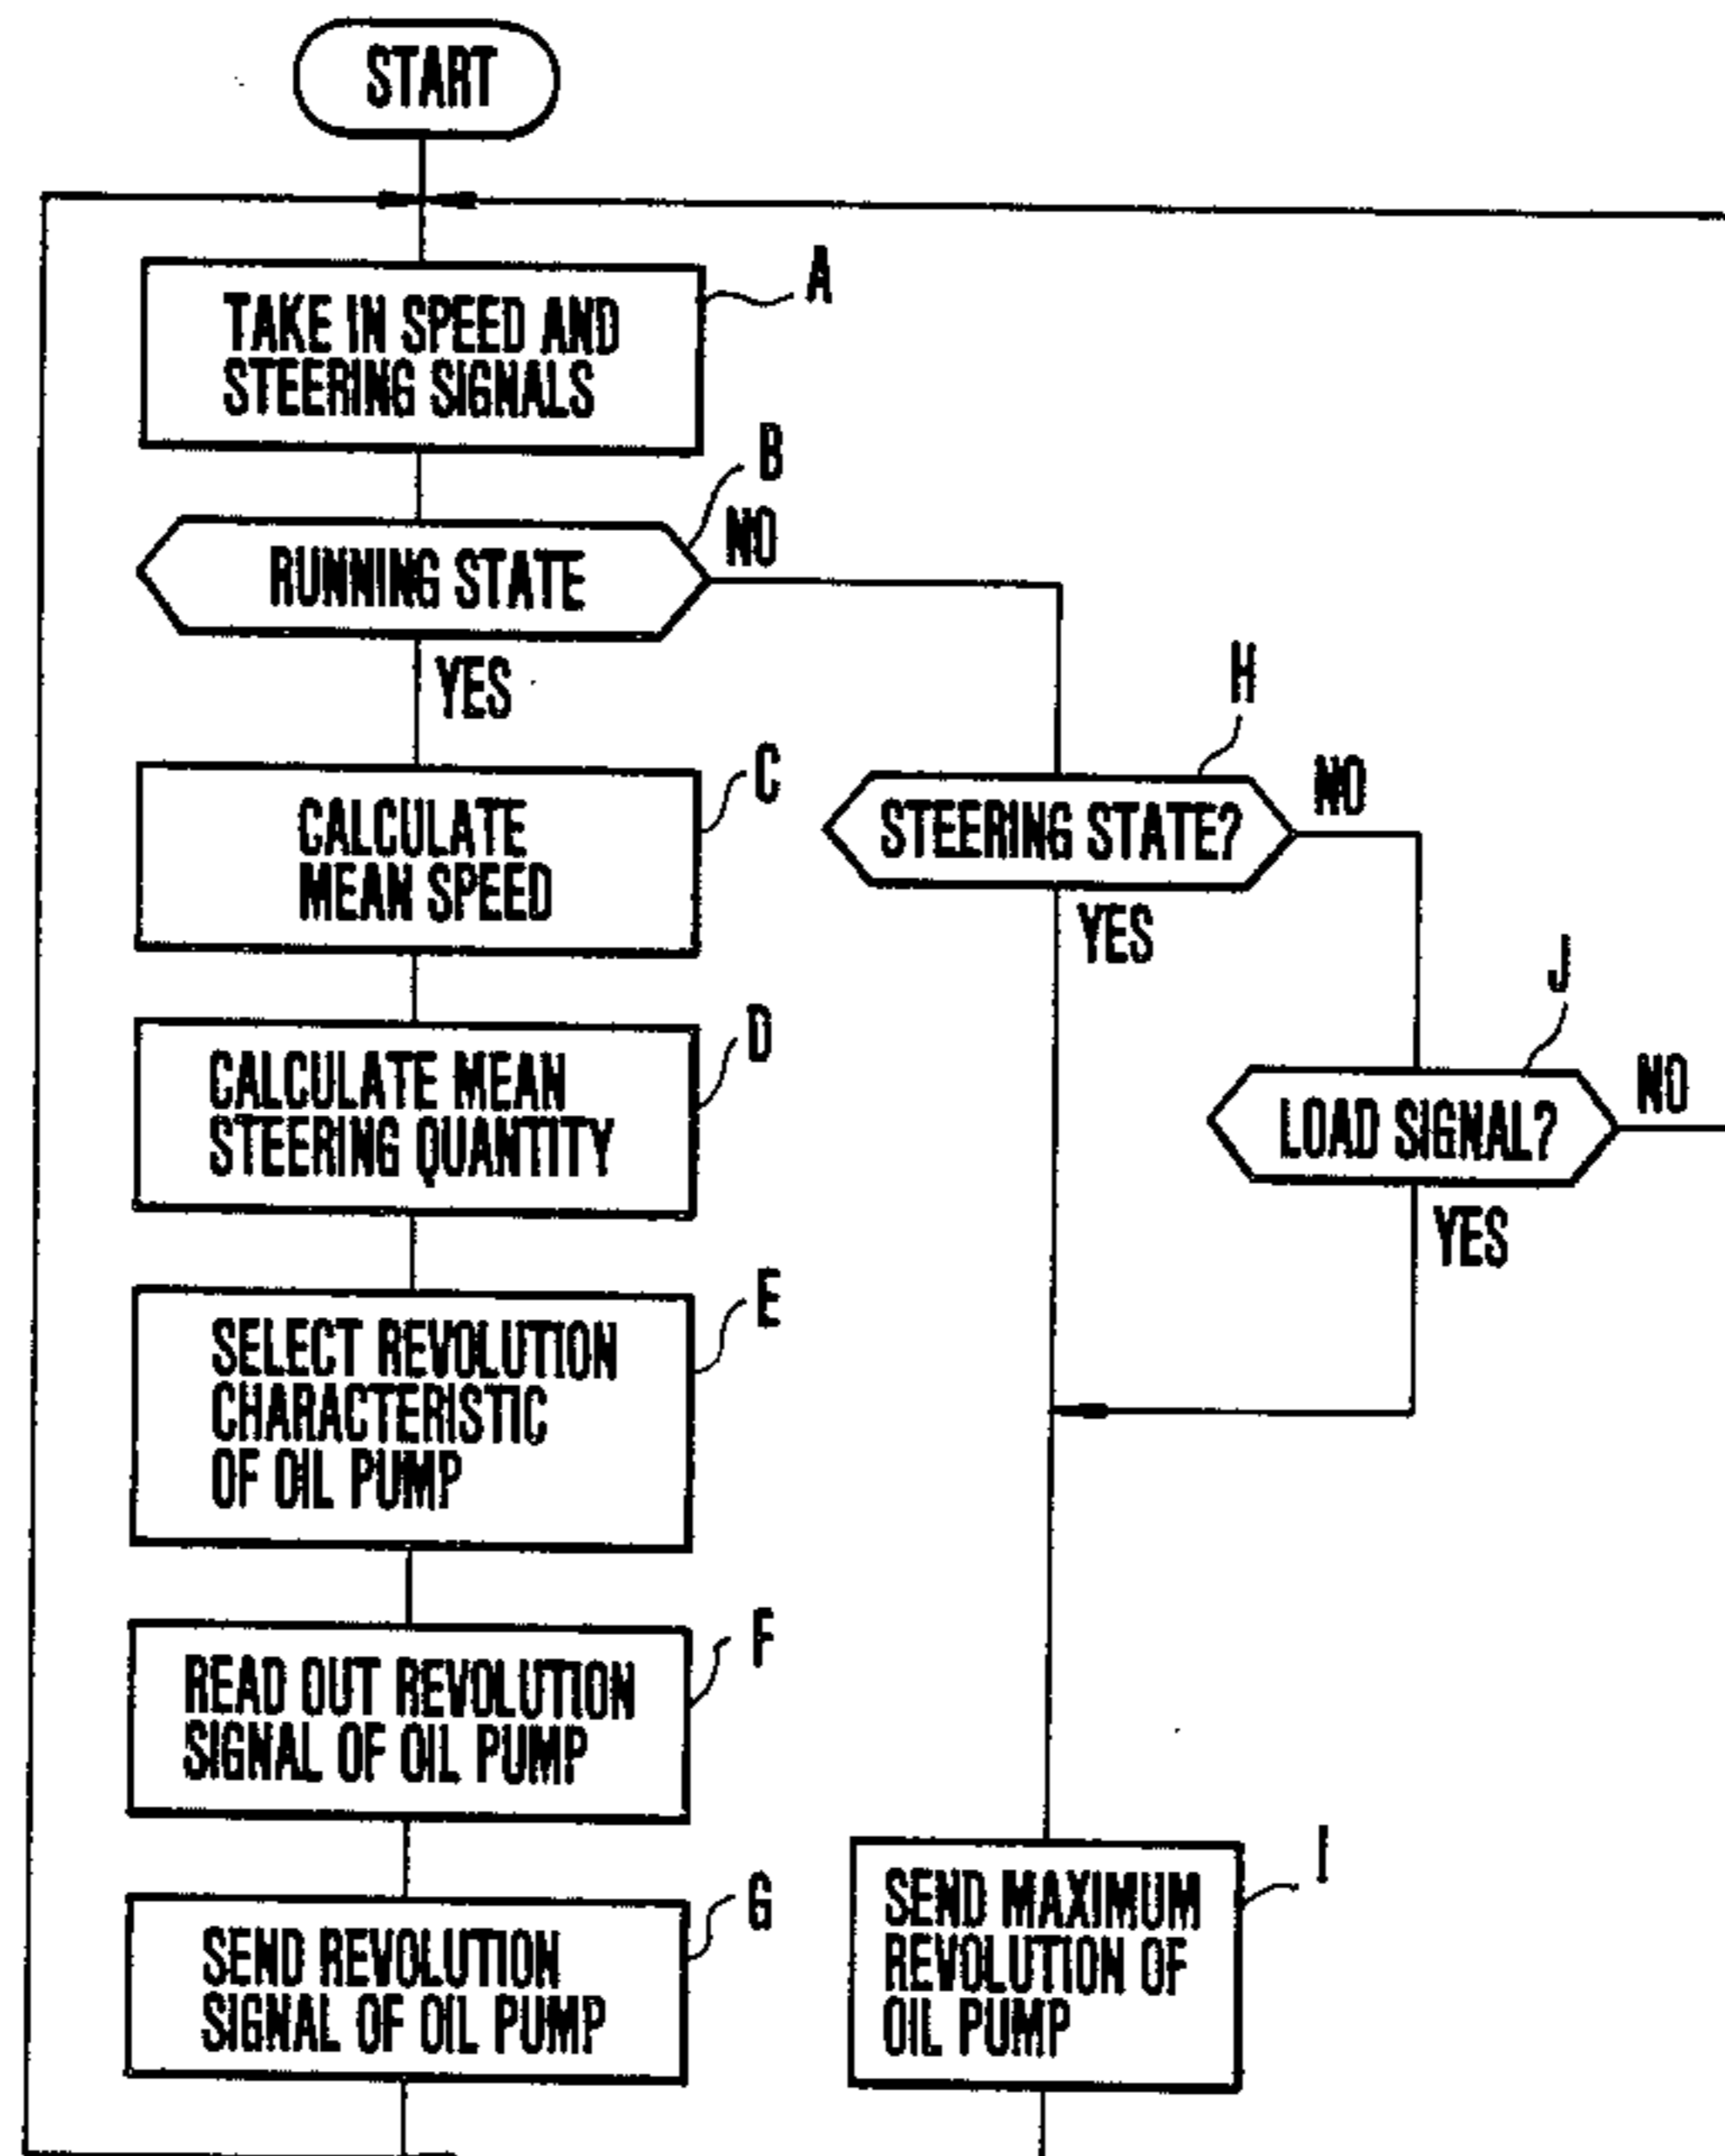 START
A
TAKE IN SPEED AND
STEERING SIGNALS
B
NO
RUNNING STATE
YES
H
C
NO
CALCULATE
MEAN SPEED
STEERING STATE?
YES
J
D
CALCULATE MEAN
STEERING QUANTITY
NO
LOAD SIGNAL?
YES
E
SELECT REVOLUTION
CHARACTERISTIC
OF OIL PUMP
F
READ OUT REVOLUTION
SIGNAL OF OIL PUMP
I
G
SEND REVOLUTION
SIGNAL OF OIL PUMP
SEND MAXIMUM
REVOLUTION OF
OIL PUMP